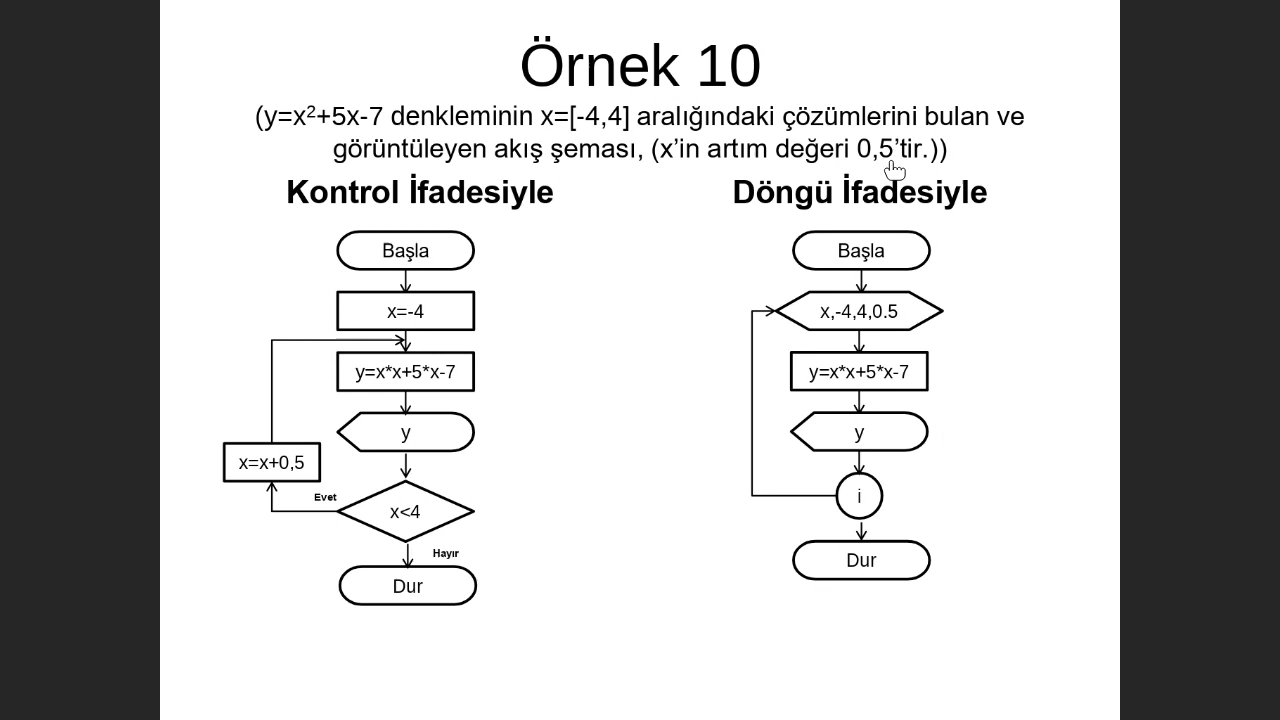 Örnek 10
(y=x²+5x-7 denkleminin x=[-4,4] aralığındaki çözümlerini bulan ve
görüntüleyen akış şeması, (x’in artım değeri 0,5’tir.))
Kontrol İfadesiyle
Başla
x=-4
y=x*x+5*x-7
y
x=x+0,5
Evet
x<4
Hayır
Dur
Döngü İfadesiyle
Başla
x,-4,4,0.5
y=x*x+5*x-7
y
i
Dur